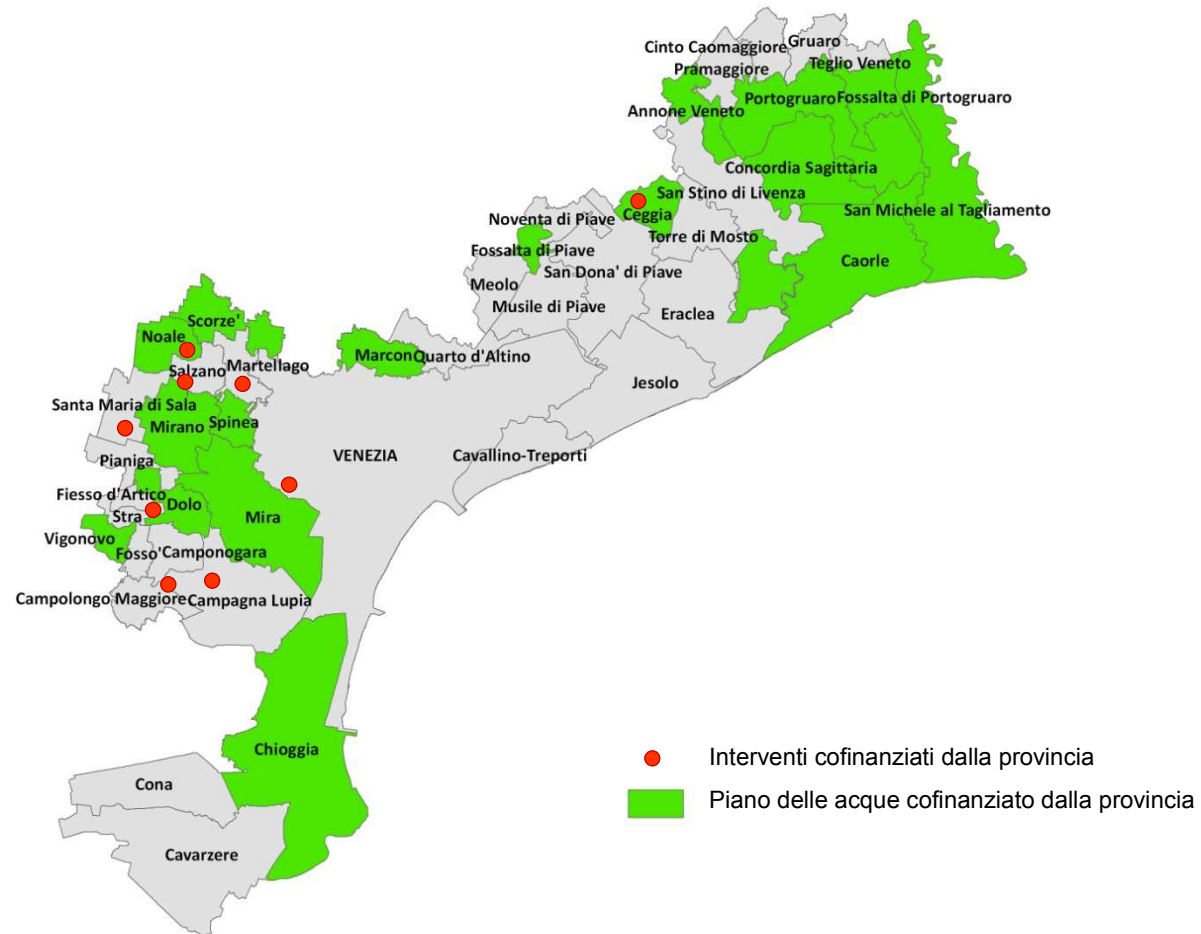 Cinto Caomaggiore
Gruaro
Pramaggiore
Teglio Veneto
Annone Veneto
Portogruaro
Fossalta di Portogruaro
Concordia Sagittaria
San Stino di Livenza
San Michele al Tagliamento
Noventa di Piave
Ceggia
Torre di Mosto
Fossalta di Piave
San Dona' di Piave
Caorle
Meolo
Musile di Piave
Eraclea
Scorze'
Noale
Marcon
Quarto d'Altino
Martellago
Salzano
Jesolo
Santa Maria di Sala
Mirano
Spinea
Pianiga
VENEZIA
Cavallino-Treporti
Fiesso d'Artico
Dolo
Stra
Mira
Vigonovo
Fosso'
Camponogara
Campolongo Maggiore
Campagna Lupia
Chioggia
Cona
Cavarzere
Interventi cofinanziati dalla provincia
Piano delle acque cofinanziato dalla provincia